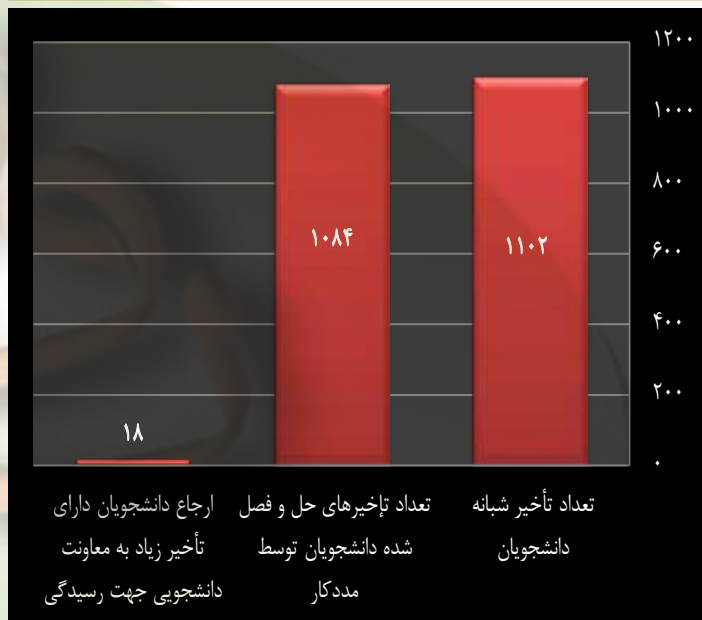 ۱۲۰۰
۱۰۰۰
۸۰۰
۶۰۰
۴۰۰
۲۰۰
۰
۱۱۰۲
۱۰۸۴
۱۸
تعداد تأخیر شبانه
دانشجویان
تعداد تإخیرهای حل و فصل
شده دانشجویان توسط
مددکار
ارجاع دانشجویان دارای
تأخیر زیاد به معاونت
دانشجویی جهت رسیدگی